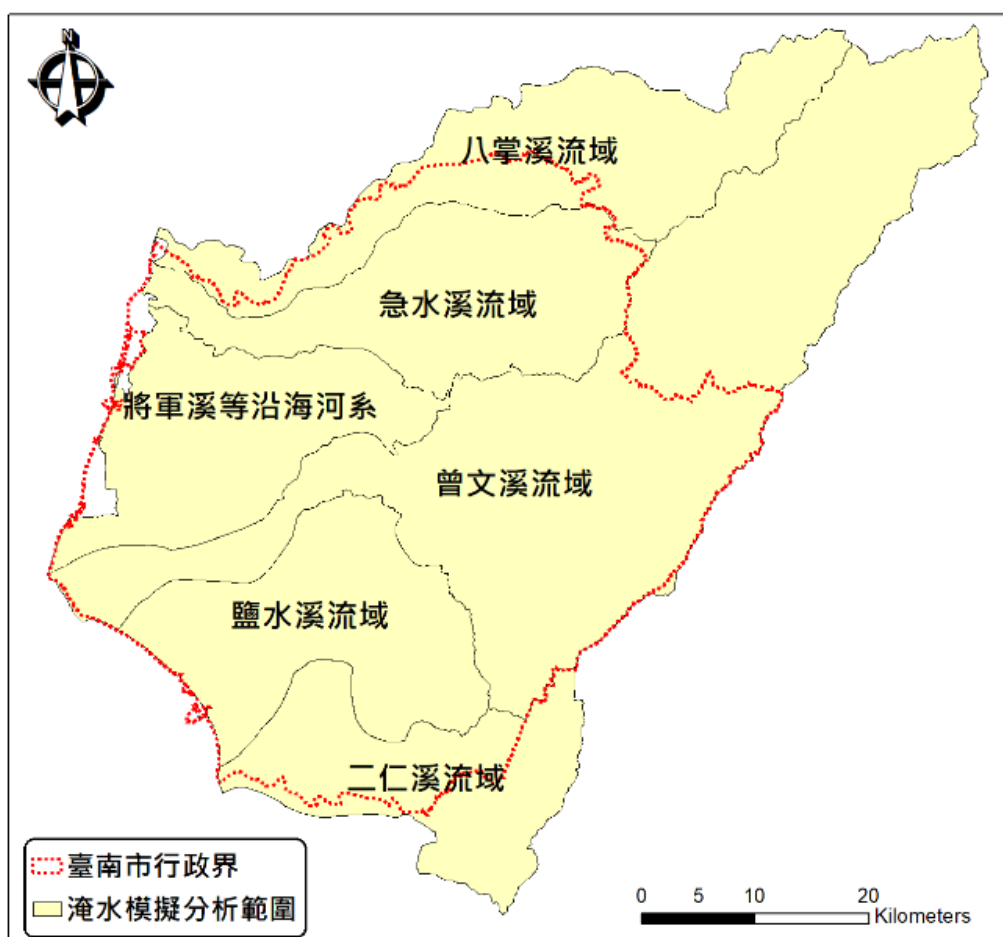 N
八掌溪流域
急水溪流域
將軍溪等沿海河系
曾文溪流域
鹽水溪流域
二仁溪流域
臺南市行政界
淹水模擬分析範圍
0 5 10 20
Kilometers